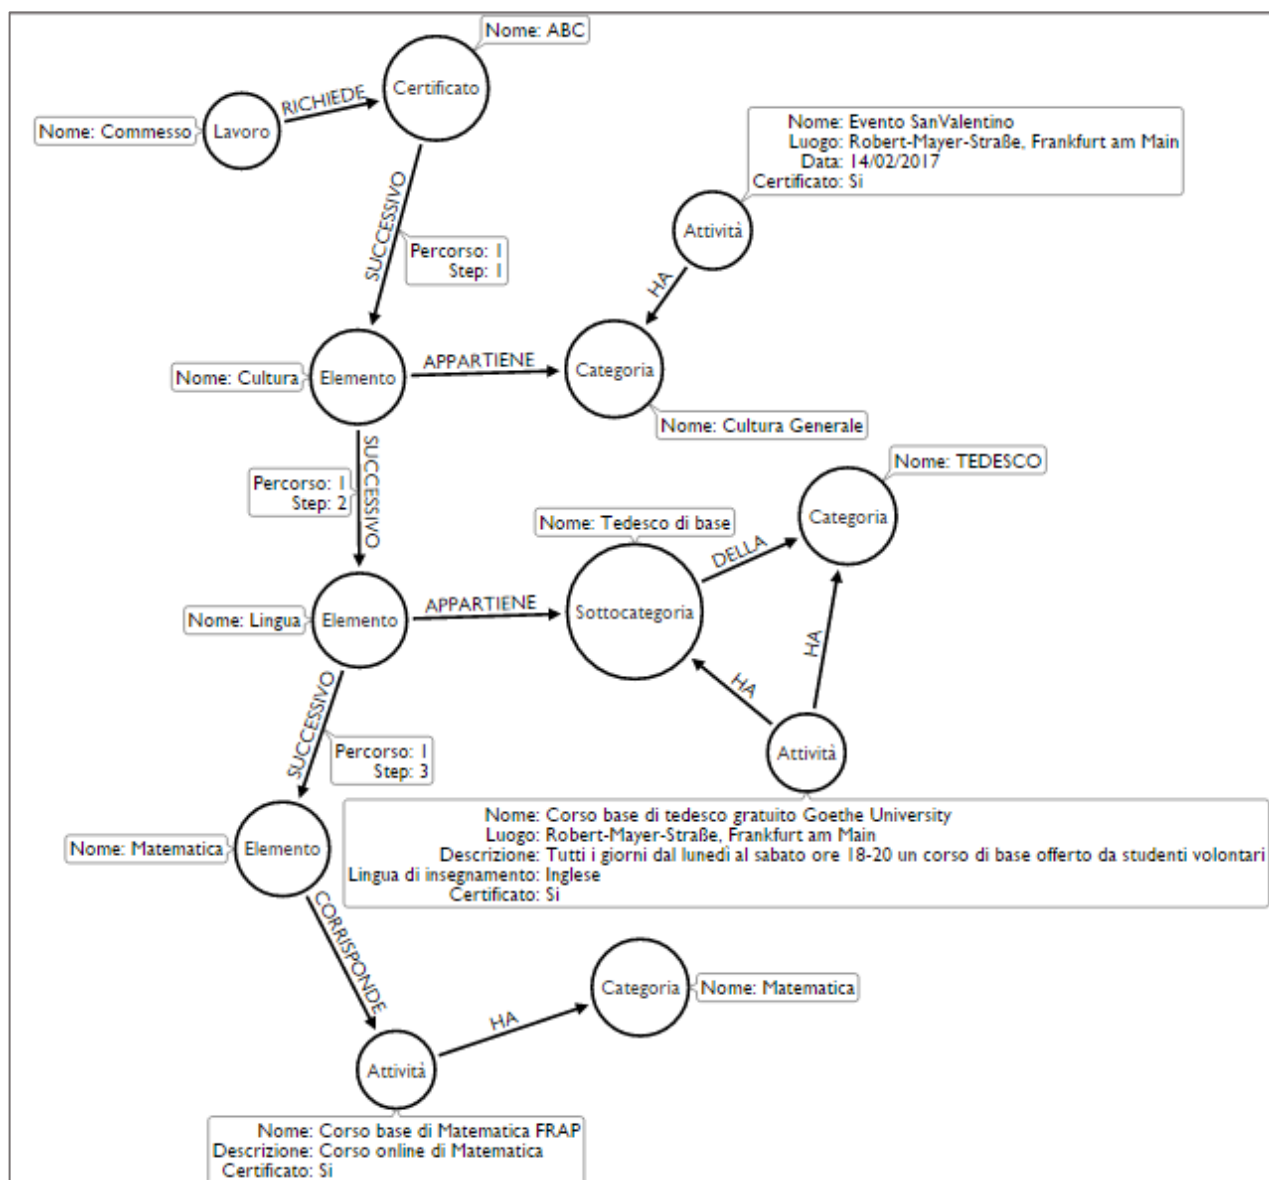 Nome: ABC
Certificato
RICHIEDE
Nome: Commesso
Lavoro
Nome: Evento SanValentino
Luogo: Robert-Mayer-Straße, Frankfurt am Main
Data: 14/02/2017
Certificato: Si
SUCCESSIVO
Attività
Percorso: 1
Step: 1
HA
Nome: Cultura
Elemento
APPARTIENE
Categoria
Nome: Cultura Generale
SUCCESSIVO
Percorso: 1
Step: 2
Nome: TEDESCO
Categoria
Nome: Tedesco di base
DELLA
Nome: Lingua
Elemento
APPARTIENE
Sottocategoria
HA
HA
SUCCESSIVO
Percorso: 1
Step: 3
Attività
Nome: Corso base di tedesco gratuito Goethe University
Luogo: Robert-Mayer-Straße, Frankfurt am Main
Descrizione: Tutti i giorni dal lunedì al sabato ore 18-20 un corso di base offerto da studenti volontari
Lingua di insegnamento: Inglese
Certificato: Si
Nome: Matematica
Elemento
CORRISPONDE
Categoria
Nome: Matematica
HA
Attività
Nome: Corso base di Matematica FRAP
Descrizione: Corso online di Matematica
Certificato: Si